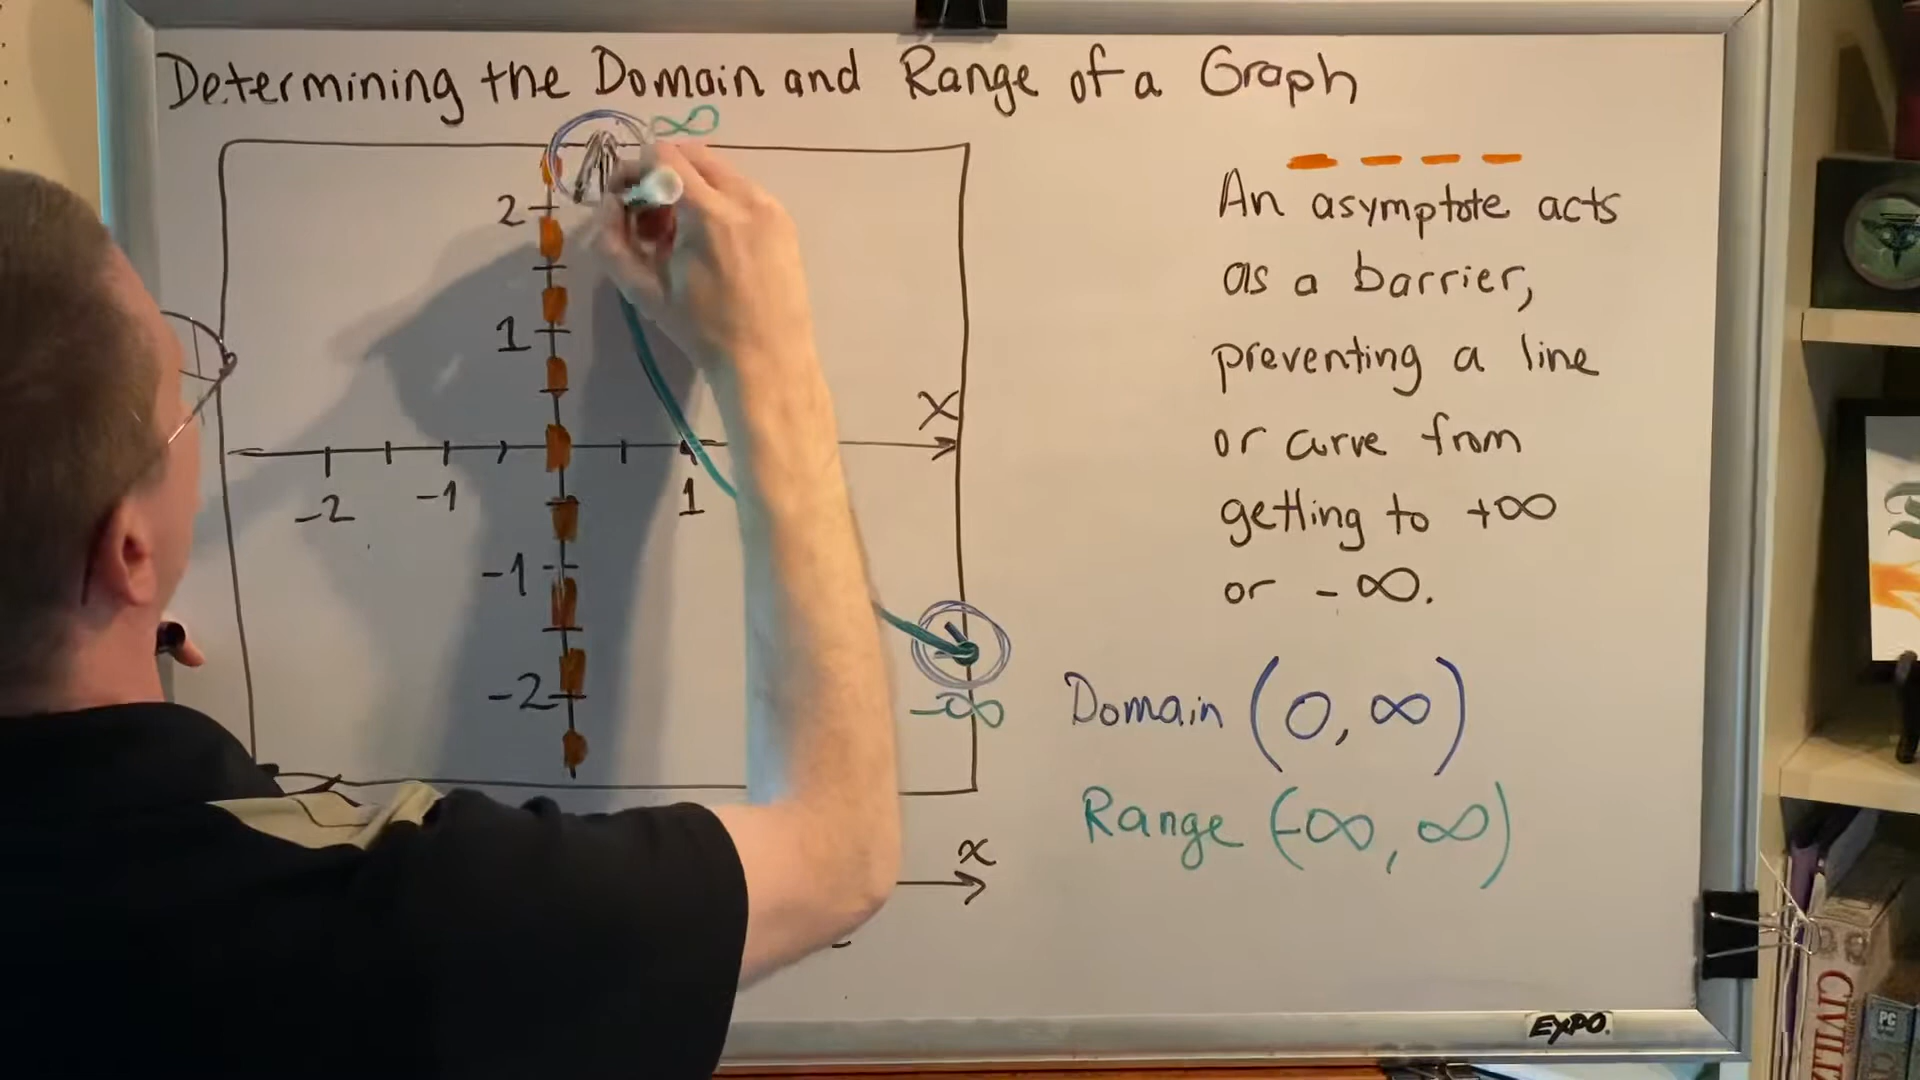 Determining the Domain and Range of a Graph
∞
2
1
X
-2
-1
1
-1
-2
-∞
An asymptote acts
as a barrier,
preventing a line
or curve from
getting to +∞
or -∞.
Domain (0, ∞)
Range (-∞, ∞)
x
EXPO.
PC